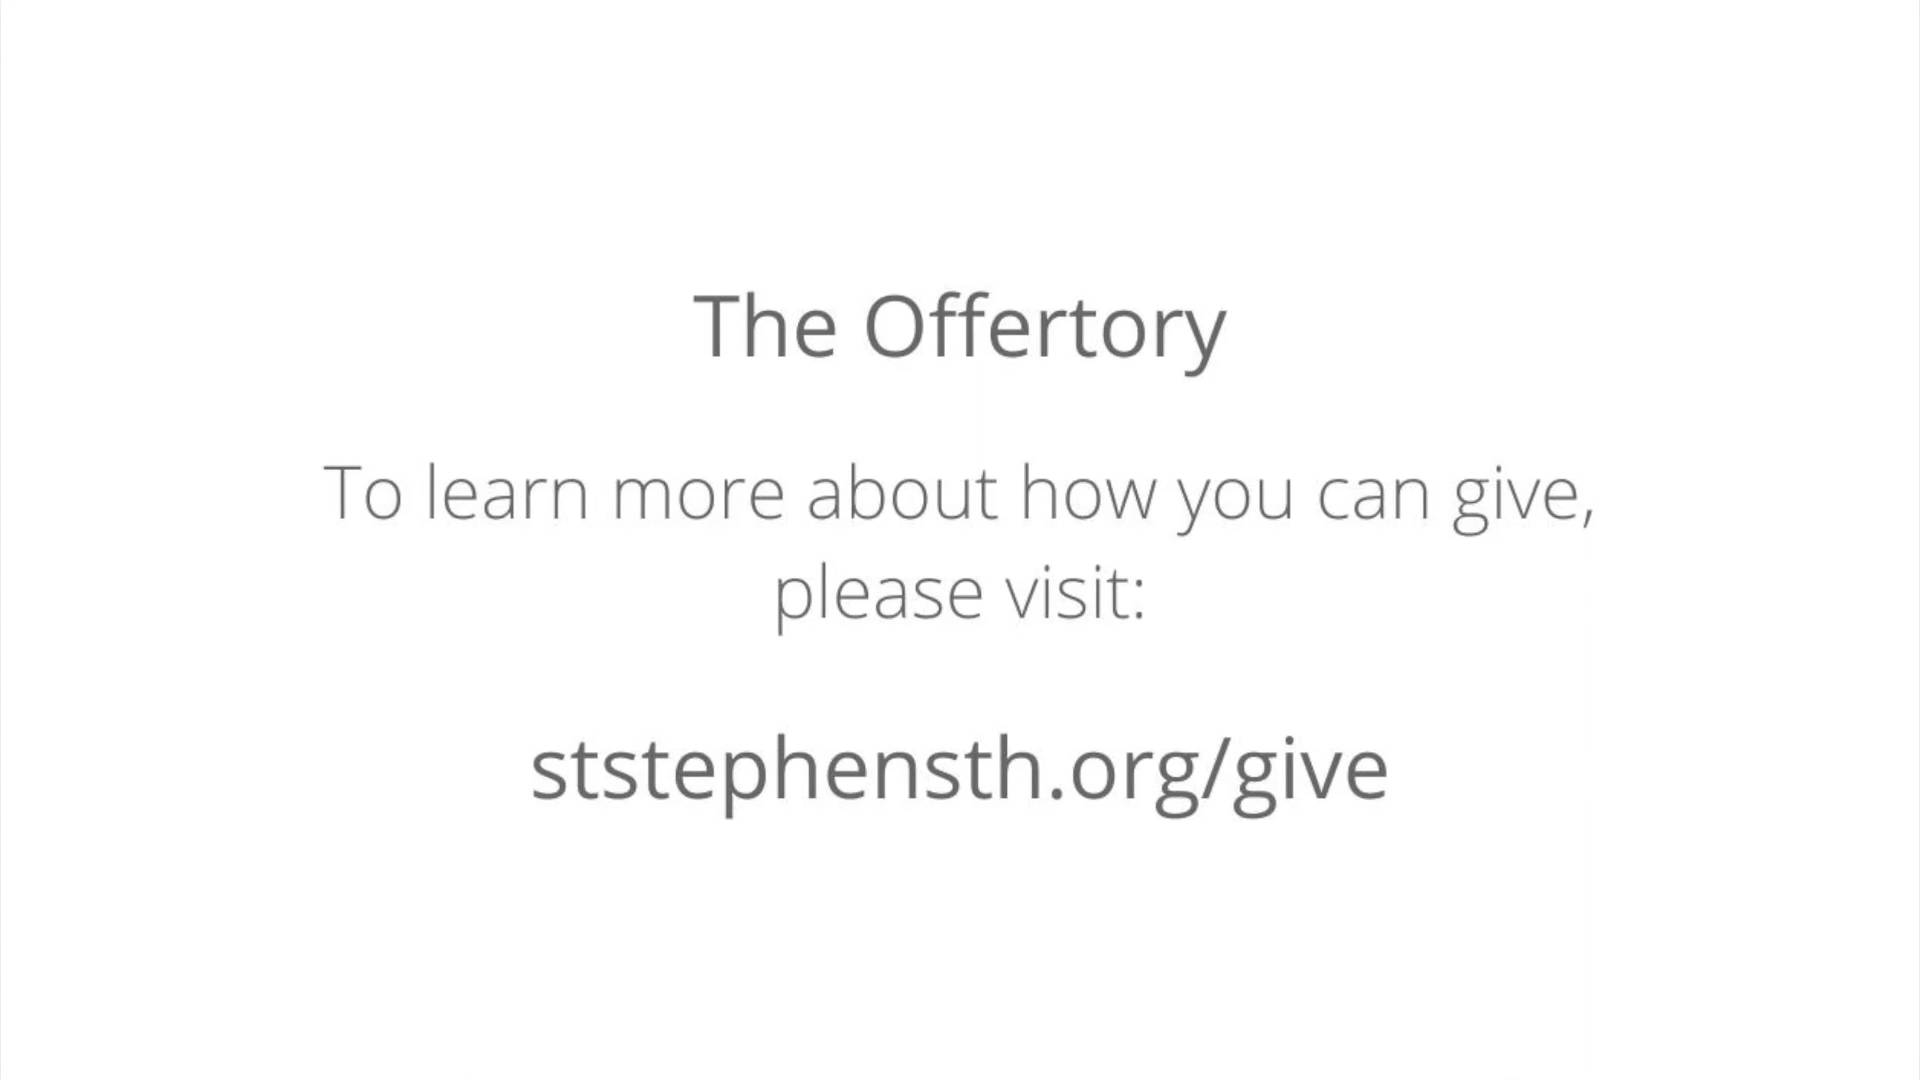 The Offertory
To learn more about how you can give,
please visit:
ststephensth.org/give